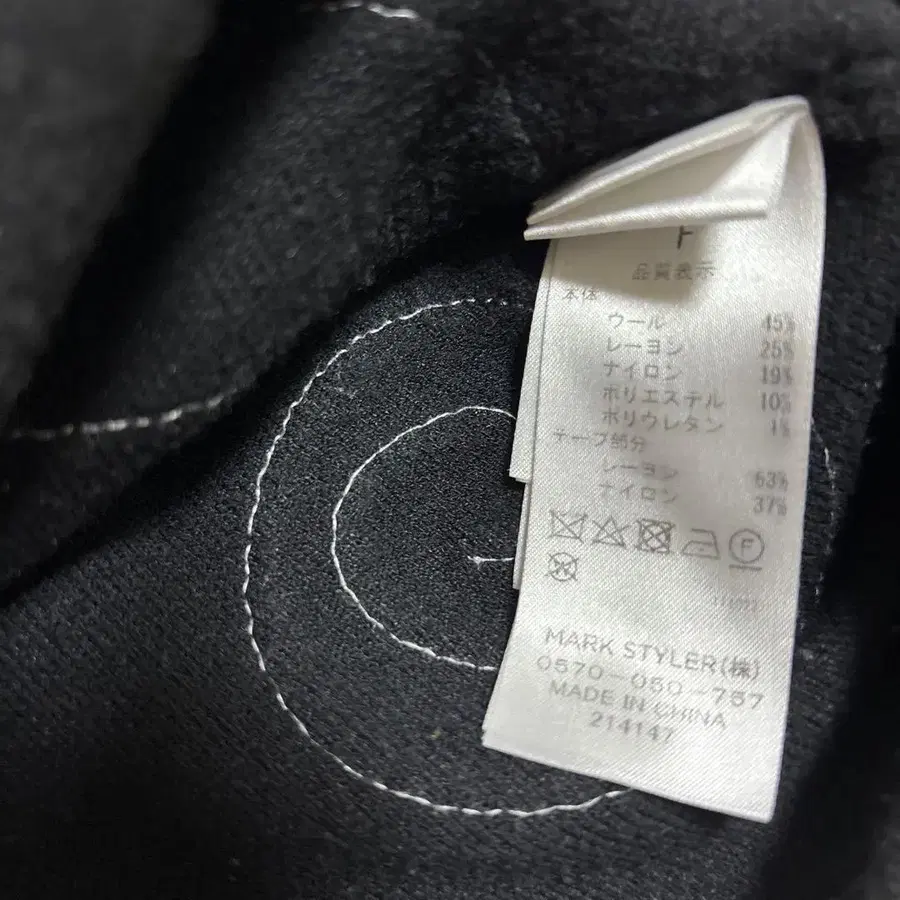 F
品質表示
本体
ウール 45%
レーヨン 25%
ナイロン 19%
ポリエステル 10%
ポリウレタン 1%
テープ部分
レーヨン 63%
ナイロン 37%
F
MARK STYLER(株)
0570-050-757
MADE IN CHINA
214147